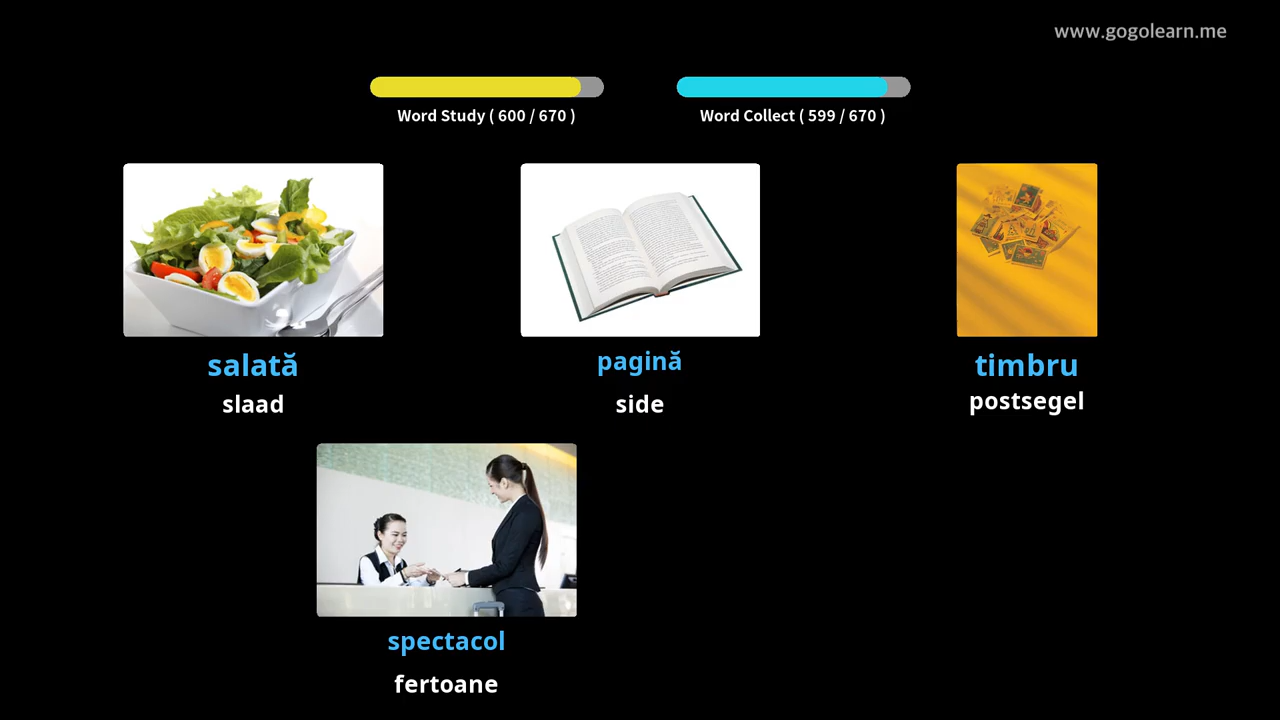 www.gogolearn.me
Word Study ( 600 / 670 )
Word Collect ( 599 / 670 )
salată
pagină
timbru
slaad
side
postsegel
spectacol
fertoane